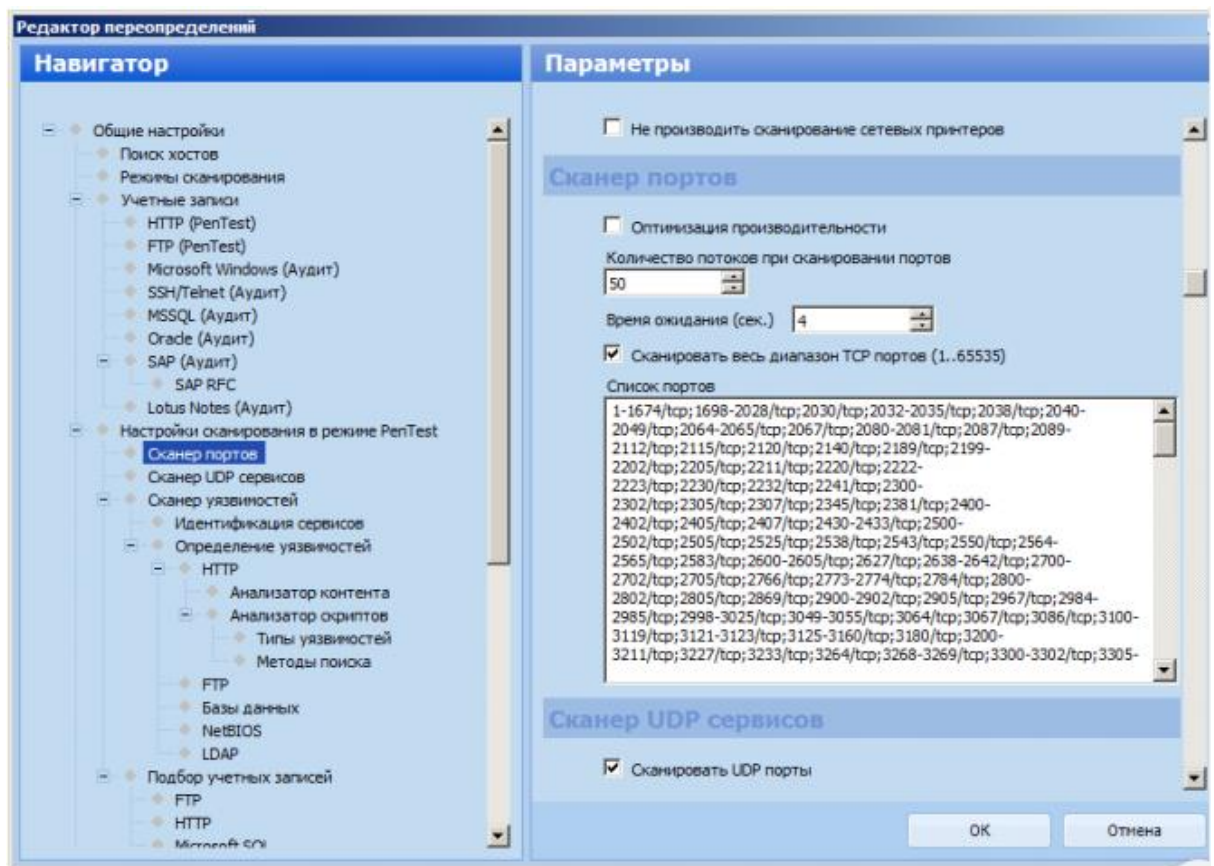 Редактор переопределений
Навигатор
Общие настройки
Поиск хостов
Режимы сканирования
Учетные записи
HTTP (PenTest)
FTP (PenTest)
Microsoft Windows (Аудит)
SSH/Telnet (Аудит)
MSSQL (Аудит)
Oracle (Аудит)
SAP (Аудит)
SAP RFC
Lotus Notes (Аудит)
Настройки сканирования в режиме PenTest
Сканер портов
Сканер UDP сервисов
Сканер уязвимостей
Идентификация сервисов
Определение уязвимостей
HTTP
Анализатор контента
Анализатор скриптов
Типы уязвимостей
Методы поиска
FTP
Базы данных
NetBIOS
LDAP
Подбор учетных записей
FTP
HTTP
Microsoft SQL
Параметры
Не производить сканирование сетевых принтеров
Сканер портов
Оптимизация производительности
Количество потоков при сканировании портов
50
Время ожидания (сек.) 4
Сканировать весь диапазон TCP портов (1..65535)
Список портов
1-1674/tcp;1698-2028/tcp;2030/tcp;2032-2035/tcp;2038/tcp;2040-
2049/tcp;2064-2065/tcp;2067/tcp;2080-2081/tcp;2087/tcp;2089-
2112/tcp;2115/tcp;2120/tcp;2140/tcp;2189/tcp;2199-
2202/tcp;2205/tcp;2211/tcp;2220/tcp;2222-
2223/tcp;2230/tcp;2232/tcp;2241/tcp;2300-
2302/tcp;2305/tcp;2307/tcp;2345/tcp;2381/tcp;2400-
2402/tcp;2405/tcp;2407/tcp;2430-2433/tcp;2500-
2502/tcp;2505/tcp;2525/tcp;2538/tcp;2543/tcp;2550/tcp;2564-
2565/tcp;2583/tcp;2600-2605/tcp;2627/tcp;2638-2642/tcp;2700-
2702/tcp;2705/tcp;2766/tcp;2773-2774/tcp;2784/tcp;2800-
2802/tcp;2805/tcp;2869/tcp;2900-2902/tcp;2905/tcp;2967/tcp;2984-
2985/tcp;2998-3025/tcp;3049-3055/tcp;3064/tcp;3067/tcp;3086/tcp;3100-
3119/tcp;3121-3123/tcp;3125-3160/tcp;3180/tcp;3200-
3211/tcp;3227/tcp;3233/tcp;3264/tcp;3268-3269/tcp;3300-3302/tcp;3305-
Сканер UDP сервисов
Сканировать UDP порты
OK
Отмена